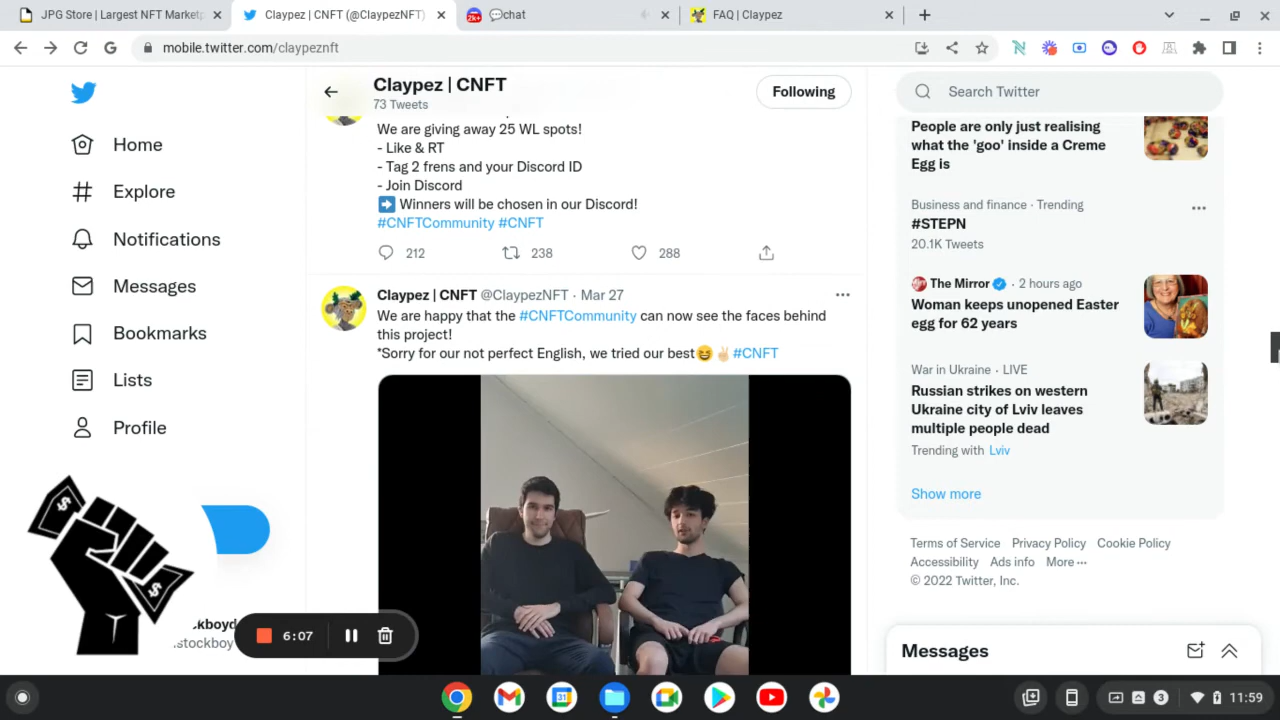 JPG Store | Largest NFT Marketp
Claypez | CNFT (@ClaypezNFT)
chat
FAQ | Claypez
mobile.twitter.com/claypeznft
Home
Explore
Notifications
Messages
Bookmarks
Lists
Profile
6:07
Claypez | CNFT
73 Tweets
Following
We are giving away 25 WL spots!
- Like & RT
- Tag 2 frens and your Discord ID
- Join Discord
➡️ Winners will be chosen in our Discord!
#CNFTCommunity #CNFT
212 238 288
Claypez | CNFT @ClaypezNFT · Mar 27
We are happy that the #CNFTCommunity can now see the faces behind
this project!
*Sorry for our not perfect English, we tried our best😆✌🏻#CNFT
Search Twitter
People are only just realising
what the 'goo' inside a Creme
Egg is
Business and finance · Trending
#STEPN
20.1K Tweets
The Mirror · 2 hours ago
Woman keeps unopened Easter
egg for 62 years
War in Ukraine · LIVE
Russian strikes on western
Ukraine city of Lviv leaves
multiple people dead
Trending with Lviv
Show more
Terms of Service Privacy Policy Cookie Policy
Accessibility Ads info More ···
© 2022 Twitter, Inc.
Messages
3
11:59